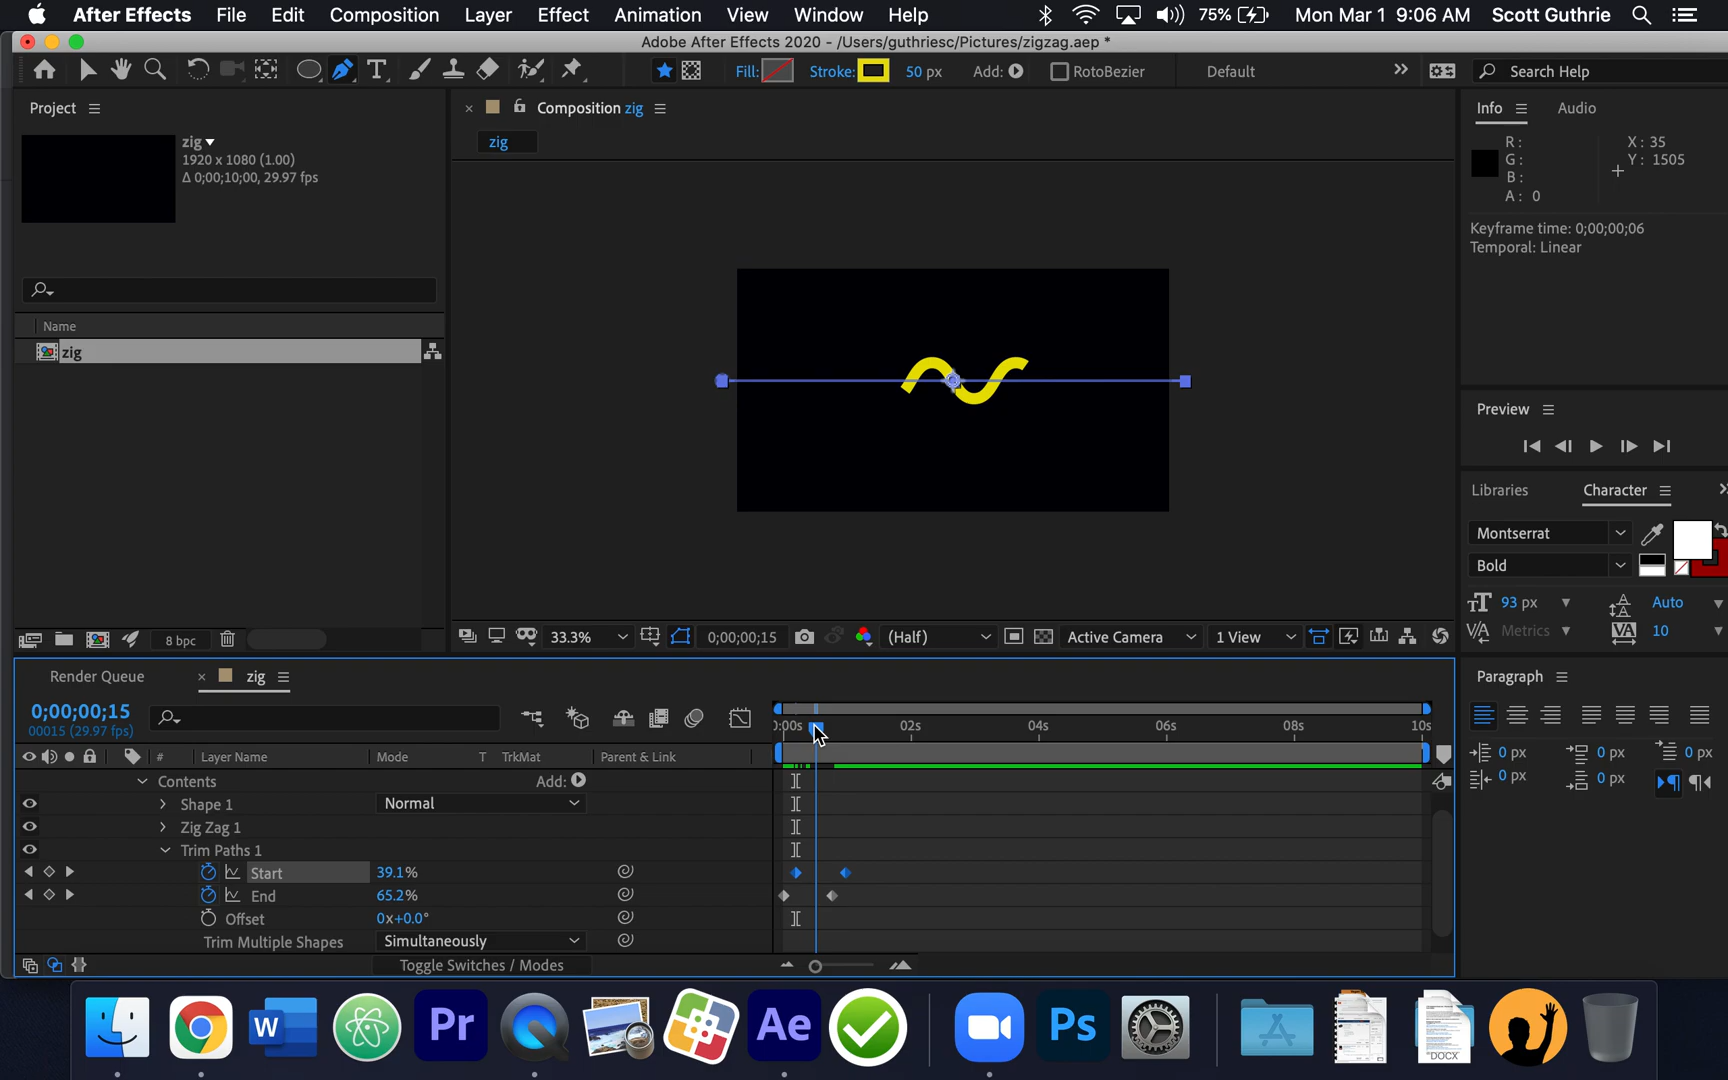 After Effects File Edit Composition Layer Effect Animation View Window Help 75% Mon Mar 1 9:06 AM Scott Guthrie
Adobe After Effects 2020 - /Users/guthriesc/Pictures/zigzag.aep *
T Fill: Stroke: 50 px Add: RotoBezier Default Search Help
Project
zig
1920 x 1080 (1.00)
Δ 0;00;10;00, 29.97 fps
Name
zig
8 bpc
Composition zig
zig
33.3% 0;00;00;15 (Half) Active Camera 1 View
Info Audio
R: X: 35
G: Y: 1505
B:
A: 0
Keyframe time: 0;00;00;06
Temporal: Linear
Preview
Libraries Character
Montserrat
Bold
93 px Auto
Metrics 10
Paragraph
0 px 0 px 0 px
0 px 0 px
Render Queue zig
0;00;00;15
00015 (29.97 fps)
):00s 02s 04s 06s 08s 10s
# Layer Name Mode T TrkMat Parent & Link
Contents Add:
Shape 1 Normal
Zig Zag 1
Trim Paths 1
Start 39.1%
End 65.2%
Offset 0x+0.0°
Trim Multiple Shapes Simultaneously
Toggle Switches / Modes
W Pr Ae Ps DOCX